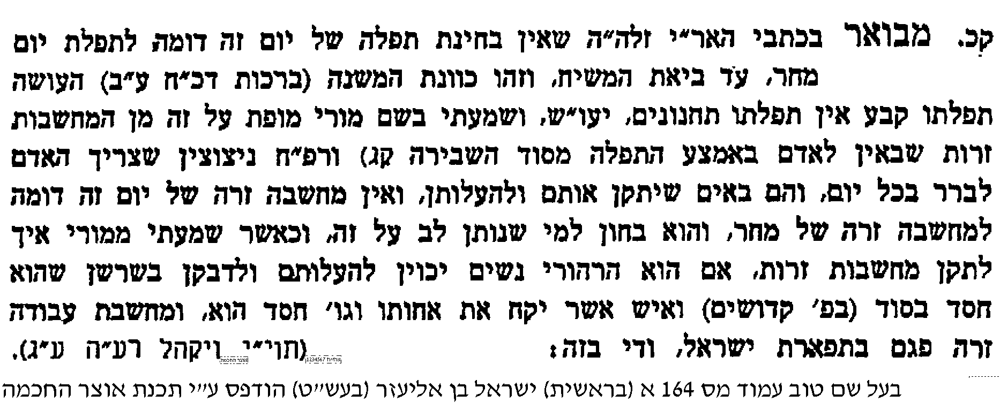 קכ. מבואר בכתבי האר״י זלה״ה שאין בחינת תפלה של יום זה דומה לתפלת יום
מחר, עד ביאת המשיח, וזהו כוונת המשנה (ברכות דכ״ח ע״ב) העושה
תפלתו קבע אין תפלתו תחנונים, יעו״ש, ושמעתי בשם מורי מופת על זה מן המחשבות
זרות שבאין לאדם באמצע התפלה מסוד השבירה קג) ורפ״ח ניצוצין שצריך האדם
לברר בכל יום, והם באים שיתקן אותם ולהעלותן, ואין מחשבה זרה של יום זה דומה
למחשבה זרה של מחר, והוא בחון למי שנותן לב על זה, וכאשר שמעתי ממורי איך
לתקן מחשבות זרות, אם הוא הרהורי נשים יכוין להעלותם ולדבקן בשרשן שהוא
חסד בסוד (בפ׳ קדושים) ואיש אשר יקח את אחותו וגו׳ חסד הוא, ומחשבת עבודה
זרה פגם בתפארת ישראל, ודי בזה: (תוי״י ויקהל רע״ה ע״ג).
אוצר החכמה
אח״ח 1234567
בעל שם טוב עמוד מס 164 א (בראשית) ישראל בן אליעזר (בעש״ט) הודפס ע״י תכנת אוצר החכמה